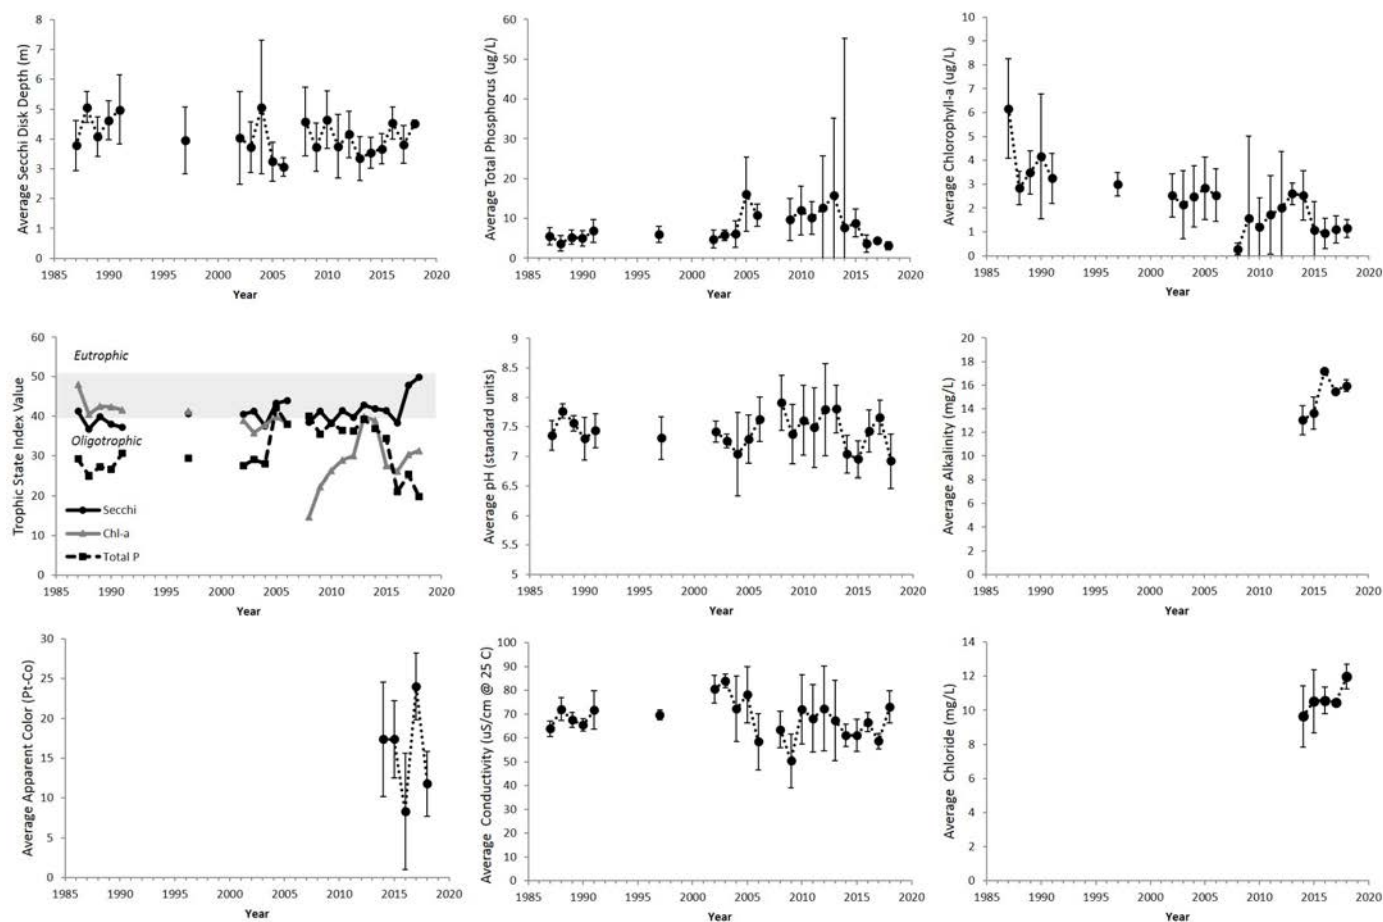 Average Secchi Disk Depth (m)
8
7
6
5
4
3
2
1
0
1985 1990 1995 2000 2005 2010 2015 2020
Year
Average Total Phosphorus (ug/L)
60
50
40
30
20
10
0
1985 1990 1995 2000 2005 2010 2015 2020
Year
Average Chlorophyll-a (ug/L)
10
9
8
7
6
5
4
3
2
1
0
1985 1990 1995 2000 2005 2010 2015 2020
Year
Trophic State Index Value
60
50
40
30
20
10
0
Eutrophic
Oligotrophic
Secchi
Chl-a
Total P
1985 1990 1995 2000 2005 2010 2015 2020
Year
Average pH (standard units)
9
8.5
8
7.5
7
6.5
6
5.5
5
1985 1990 1995 2000 2005 2010 2015 2020
Year
Average Alkalinity (mg/L)
20
18
16
14
12
10
8
6
4
2
0
1985 1990 1995 2000 2005 2010 2015 2020
Year
Average Apparent Color (Pt-Co)
30
25
20
15
10
5
0
1985 1990 1995 2000 2005 2010 2015 2020
Year
Average Conductivity (uS/cm @ 25 C)
100
90
80
70
60
50
40
30
20
10
0
1985 1990 1995 2000 2005 2010 2015 2020
Year
Average Chloride (mg/L)
14
12
10
8
6
4
2
0
1985 1990 1995 2000 2005 2010 2015 2020
Year